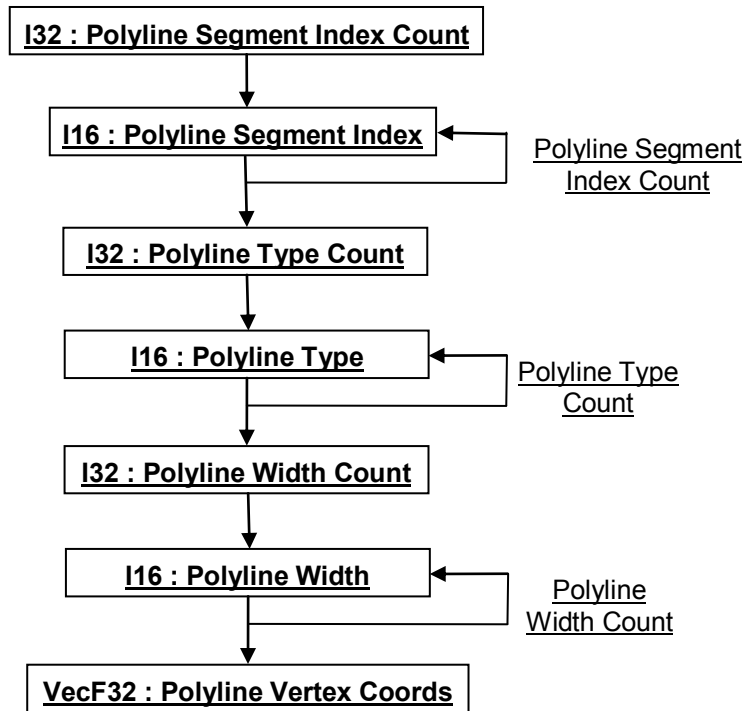 I32 : Polyline Segment Index Count
I16 : Polyline Segment Index
Polyline Segment
Index Count
I32 : Polyline Type Count
I16 : Polyline Type
Polyline Type
Count
I32 : Polyline Width Count
I16 : Polyline Width
Polyline
Width Count
VecF32 : Polyline Vertex Coords